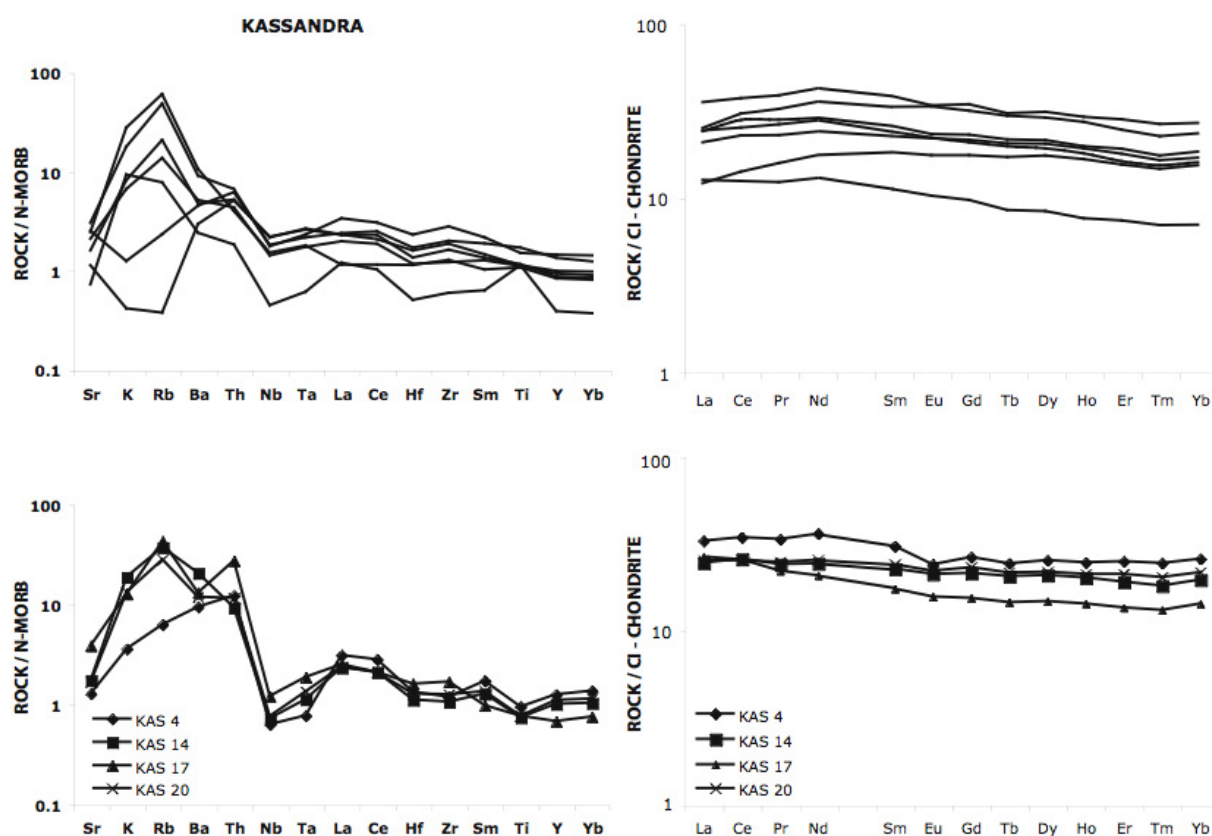 KASSANDRA
ROCK / N-MORB
100
10
1
0.1
Sr K Rb Ba Th Nb Ta La Ce Hf Zr Sm Ti Y Yb
ROCK / CI - CHONDRITE
100
10
1
La Ce Pr Nd Sm Eu Gd Tb Dy Ho Er Tm Yb
ROCK / N-MORB
100
10
1
0.1
KAS 4
KAS 14
KAS 17
KAS 20
Sr K Rb Ba Th Nb Ta La Ce Hf Zr Sm Ti Y Yb
ROCK / CI - CHONDRITE
100
10
1
KAS 4
KAS 14
KAS 17
KAS 20
La Ce Pr Nd Sm Eu Gd Tb Dy Ho Er Tm Yb